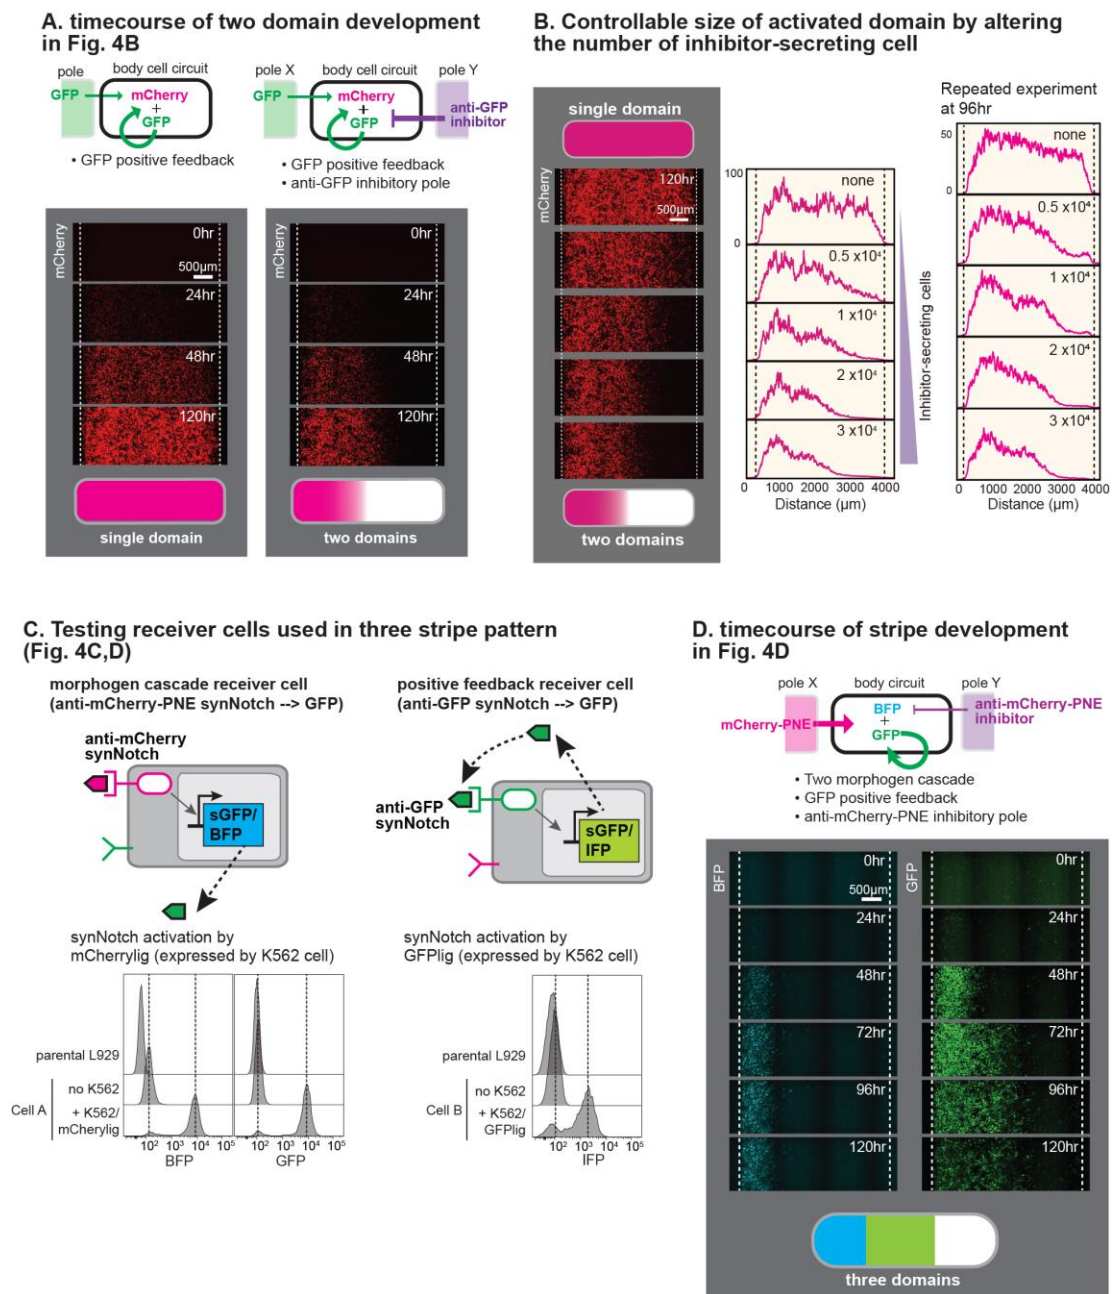 A. timecourse of two domain development
in Fig. 4B
pole
body cell circuit
GFP
mCherry
+
GFP
• GFP positive feedback
pole X
body cell circuit
pole Y
GFP
mCherry
+
GFP
anti-GFP
inhibitor
• GFP positive feedback
• anti-GFP inhibitory pole
mCherry
0hr
500µm
24hr
48hr
120hr
single domain
mCherry
0hr
24hr
48hr
120hr
two domains
B. Controllable size of activated domain by altering
the number of inhibitor-secreting cell
single domain
mCherry
120hr
500µm
two domains
100
0
none
0.5 x10⁴
1 x10⁴
2 x10⁴
3 x10⁴
0 1000 2000 3000 4000
Distance (µm)
Inhibitor-secreting cells
Repeated experiment
at 96hr
50
0
none
0.5 x10⁴
1 x10⁴
2 x10⁴
3 x10⁴
0 1000 2000 3000 4000
Distance (µm)
C. Testing receiver cells used in three stripe pattern
(Fig. 4C,D)
morphogen cascade receiver cell
(anti-mCherry-PNE synNotch --> GFP)
anti-mCherry
synNotch
sGFP/
BFP
synNotch activation by
mCherrylig (expressed by K562 cell)
parental L929
no K562
Cell A
+ K562/
mCherrylig
10² 10³ 10⁴ 10⁵
BFP
10² 10³ 10⁴ 10⁵
GFP
positive feedback receiver cell
(anti-GFP synNotch --> GFP)
anti-GFP
synNotch
sGFP/
IFP
synNotch activation by
GFPlig (expressed by K562 cell)
parental L929
no K562
Cell B
+ K562/
GFPlig
10² 10³ 10⁴ 10⁵
IFP
D. timecourse of stripe development
in Fig. 4D
pole X
body circuit
pole Y
mCherry-PNE
BFP
+
GFP
anti-mCherry-PNE
inhibitor
• Two morphogen cascade
• GFP positive feedback
• anti-mCherry-PNE inhibitory pole
BFP
0hr
500µm
24hr
48hr
72hr
96hr
120hr
GFP
0hr
24hr
48hr
72hr
96hr
120hr
three domains